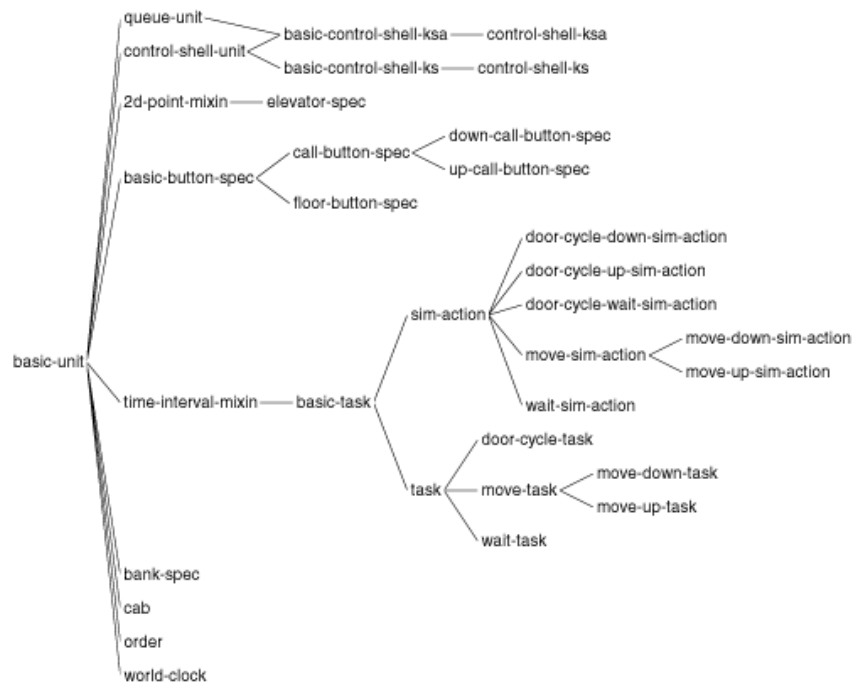 queue-unit
basic-control-shell-ksa control-shell-ksa
control-shell-unit
basic-control-shell-ks control-shell-ks
2d-point-mixin elevator-spec
down-call-button-spec
call-button-spec
up-call-button-spec
basic-button-spec
floor-button-spec
door-cycle-down-sim-action
door-cycle-up-sim-action
door-cycle-wait-sim-action
sim-action
move-down-sim-action
move-sim-action
basic-unit
move-up-sim-action
time-interval-mixin basic-task
wait-sim-action
door-cycle-task
move-down-task
task move-task
move-up-task
wait-task
bank-spec
cab
order
world-clock